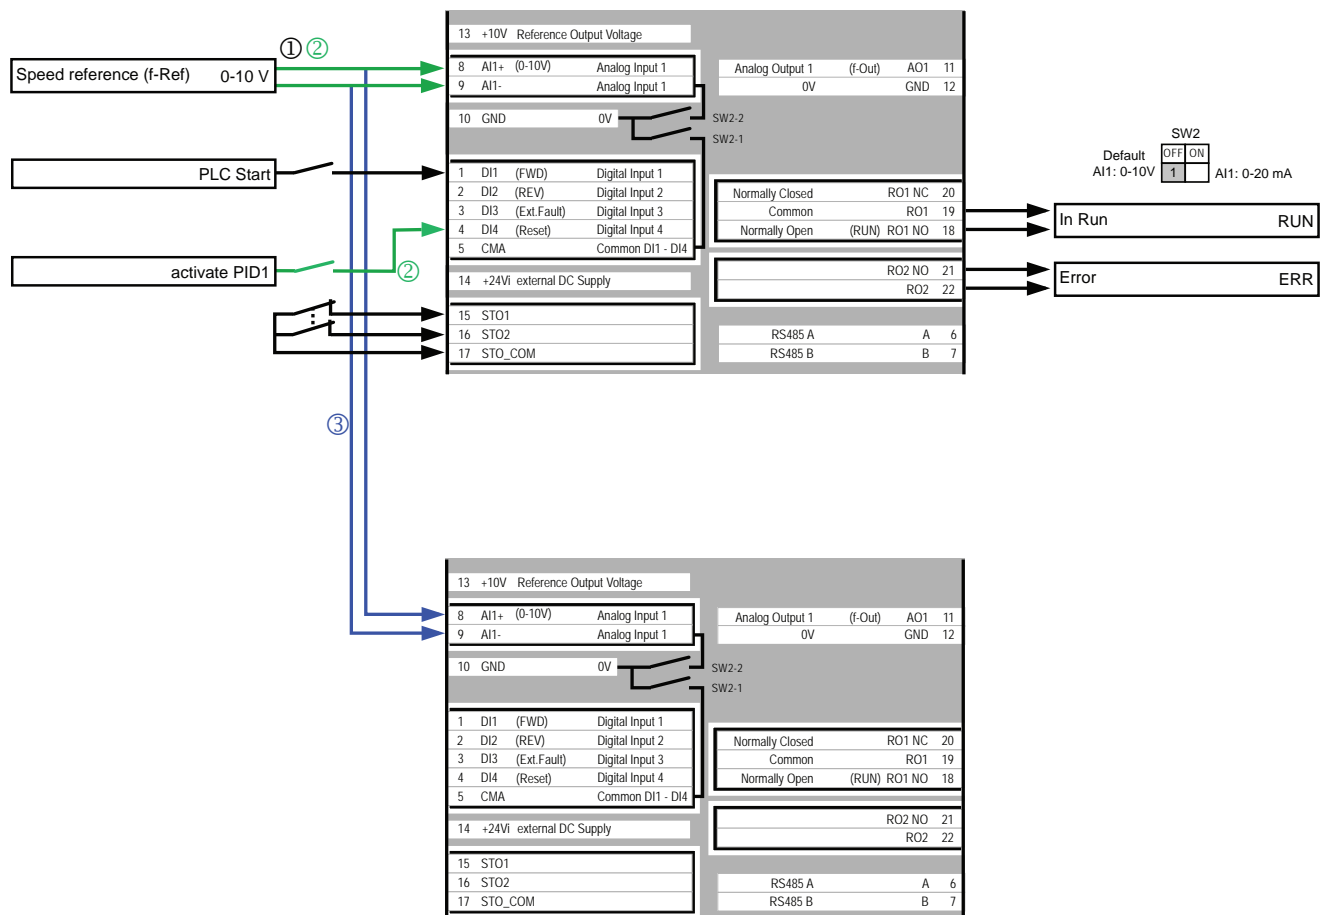 13 +10V Reference Output Voltage
① ②
Speed reference (f-Ref) 0-10 V
8 AI1+ (0-10V) Analog Input 1
9 AI1- Analog Input 1
Analog Output 1 (f-Out) AO1 11
0V GND 12
10 GND 0V
SW2-2
SW2-1
SW2
OFF ON
Default
AI1: 0-10V 1 AI1: 0-20 mA
PLC Start
1 DI1 (FWD) Digital Input 1
2 DI2 (REV) Digital Input 2
3 DI3 (Ext.Fault) Digital Input 3
4 DI4 (Reset) Digital Input 4
5 CMA Common DI1 - DI4
Normally Closed RO1 NC 20
Common RO1 19
Normally Open (RUN) RO1 NO 18
In Run RUN
activate PID1
②
14 +24Vi external DC Supply
RO2 NO 21
RO2 22
Error ERR
15 STO1
16 STO2
17 STO_COM
RS485 A A 6
RS485 B B 7
③
13 +10V Reference Output Voltage
8 AI1+ (0-10V) Analog Input 1
9 AI1- Analog Input 1
Analog Output 1 (f-Out) AO1 11
0V GND 12
10 GND 0V
SW2-2
SW2-1
1 DI1 (FWD) Digital Input 1
2 DI2 (REV) Digital Input 2
3 DI3 (Ext.Fault) Digital Input 3
4 DI4 (Reset) Digital Input 4
5 CMA Common DI1 - DI4
Normally Closed RO1 NC 20
Common RO1 19
Normally Open (RUN) RO1 NO 18
14 +24Vi external DC Supply
RO2 NO 21
RO2 22
15 STO1
16 STO2
17 STO_COM
RS485 A A 6
RS485 B B 7